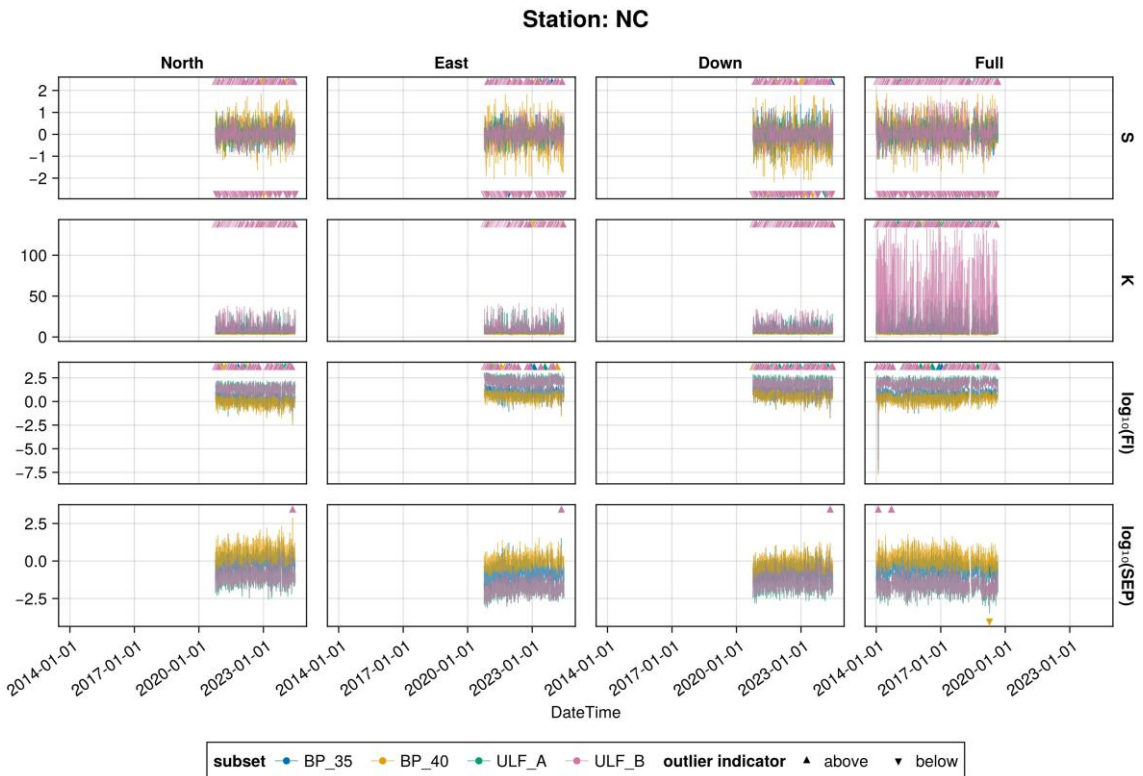 Station: NC
North East Down Full
2
1
0
−1
−2
S
100
50
0
K
2.5
0.0
−2.5
−5.0
−7.5
log₁₀(FI)
2.5
0.0
−2.5
log₁₀(SEP)
2014-01-01 2017-01-01 2020-01-01 2023-01-01 2014-01-01 2017-01-01 2020-01-01 2023-01-01 2014-01-01 2017-01-01 2020-01-01 2023-01-01 2014-01-01 2017-01-01 2020-01-01 2023-01-01
DateTime
subset BP_35 BP_40 ULF_A ULF_B outlier indicator above below